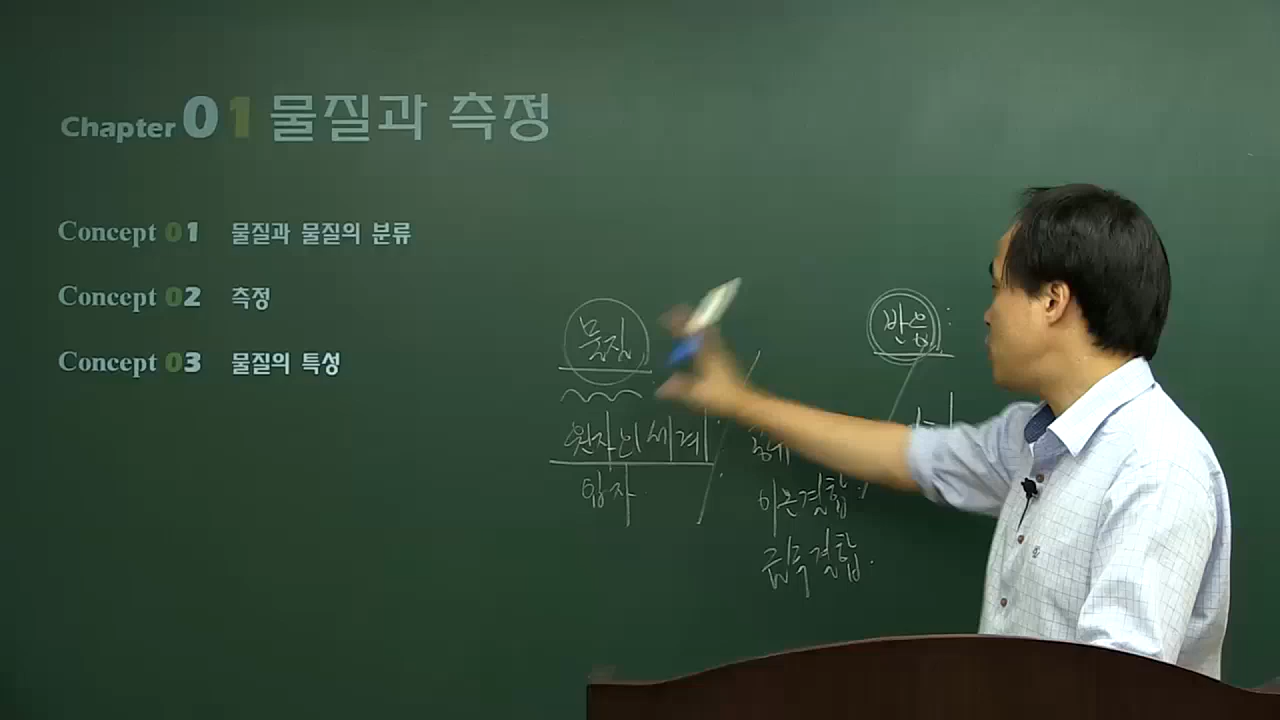 Chapter 01 물질과 측정
Concept 01 물질과 물질의 분류
Concept 02 측정
Concept 03 물질의 특성
물질
반응
원자의 세계
입자
이온결합
금속결합